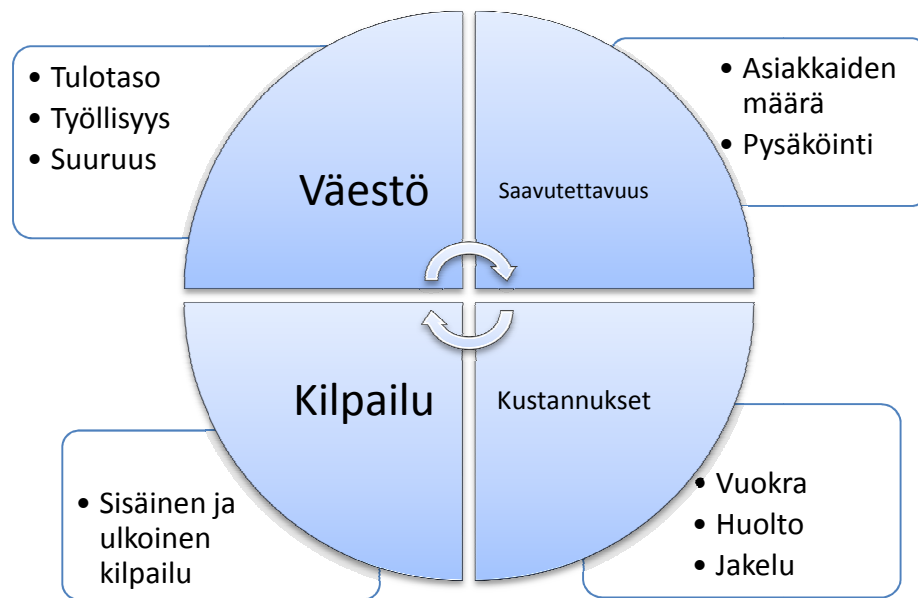 • Tulotaso
• Työllisyys
• Suuruus
• Asiakkaiden
määrä
• Pysäköinti
Väestö
Saavutettavuus
Kilpailu
Kustannukset
• Sisäinen ja
ulkoinen
kilpailu
• Vuokra
• Huolto
• Jakelu